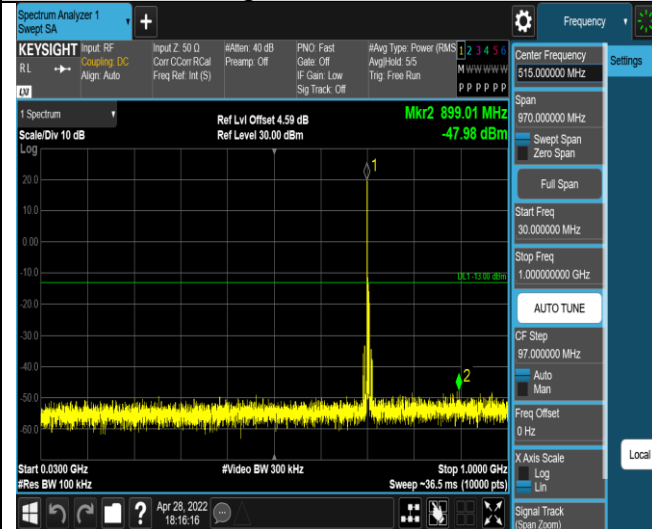 Spectrum Analyzer 1
Swept SA
+
Frequency
KEYSIGHT
RL
LXI
Input: RF
Coupling: DC
Align: Auto
Input Z: 50 Ω
Corr CCorr RCal
Freq Ref: Int (S)
#Atten: 40 dB
Preamp: Off
PNO: Fast
Gate: Off
IF Gain: Low
Sig Track: Off
#Avg Type: Power (RMS
Avg|Hold: 5/5
Trig: Free Run
1 2 3 4 5 6
M W W W W W
P P P P P P
1 Spectrum
Scale/Div 10 dB
Log
Ref Lvl Offset 4.59 dB
Ref Level 30.00 dBm
Mkr2 899.01 MHz
-47.98 dBm
1
20.0
10.0
0.00
-10.0
DL1 -13.00 dBm
-20.0
-30.0
-40.0
2
-50.0
-60.0
Start 0.0300 GHz
#Res BW 100 kHz
#Video BW 300 kHz
Stop 1.0000 GHz
Sweep ~36.5 ms (10000 pts)
?
Apr 28, 2022
18:16:16
Center Frequency
515.000000 MHz
Settings
Span
970.000000 MHz
Swept Span
Zero Span
Full Span
Start Freq
30.000000 MHz
Stop Freq
1.000000000 GHz
AUTO TUNE
CF Step
97.000000 MHz
Auto
Man
Freq Offset
0 Hz
X Axis Scale
Log
Lin
Local
Signal Track
(Span Zoom)